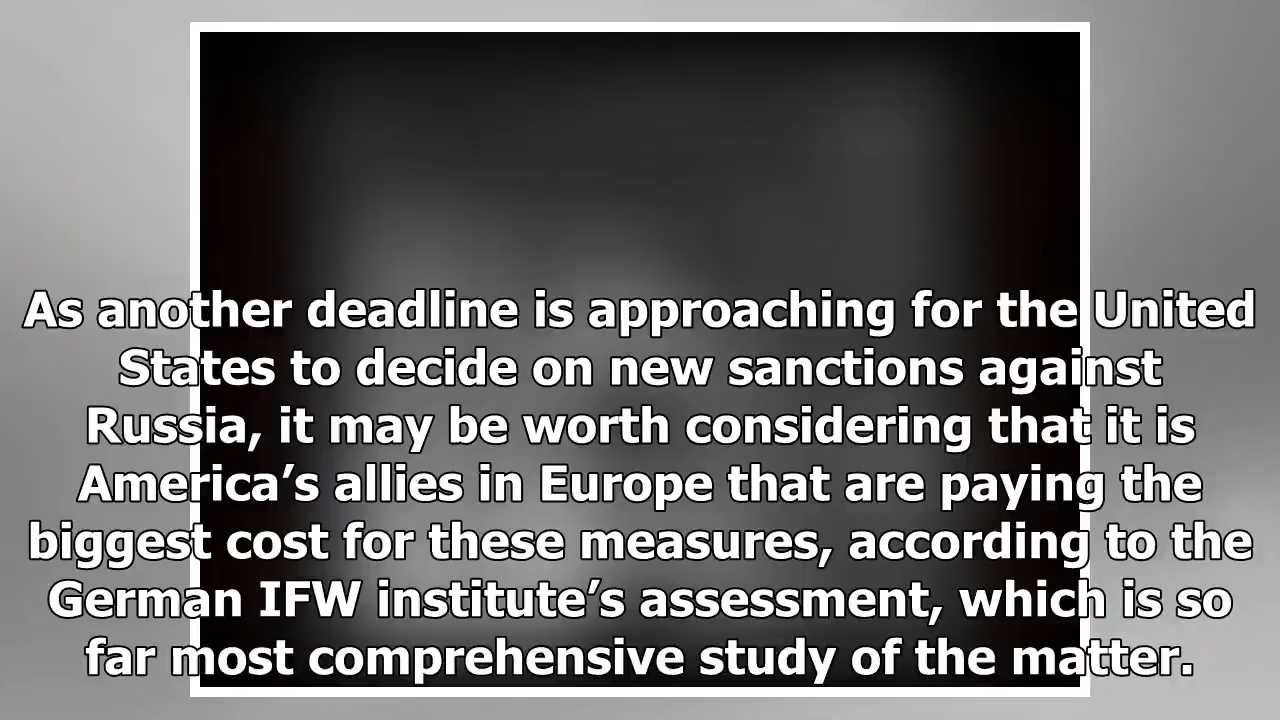 As another deadline is approaching for the United
States to decide on new sanctions against
Russia, it may be worth considering that it is
America’s allies in Europe that are paying the
biggest cost for these measures, according to the
German IFW institute’s assessment, which is so
far most comprehensive study of the matter.